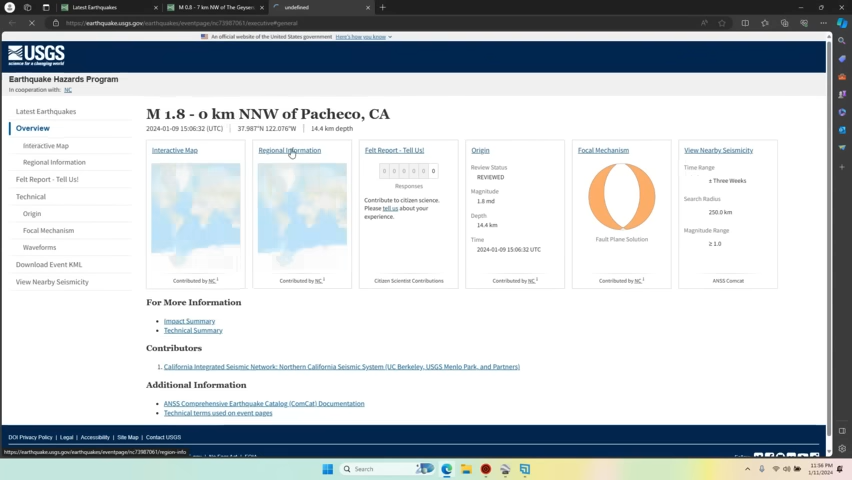 Latest Earthquakes
M 0.8 - 7 km NW of The Geysers
undefined
https://earthquake.usgs.gov/earthquakes/eventpage/nc73987061/executive#general
An official website of the United States government Here's how you know
USGS
science for a changing world
Earthquake Hazards Program
In cooperation with: NC
Latest Earthquakes
Overview
Interactive Map
Regional Information
Felt Report - Tell Us!
Technical
Origin
Focal Mechanism
Waveforms
Download Event KML
View Nearby Seismicity
M 1.8 - 0 km NNW of Pacheco, CA
2024-01-09 15:06:32 (UTC) | 37.987°N 122.076°W | 14.4 km depth
Interactive Map
Contributed by NC 1
Regional Information
Contributed by NC 1
Felt Report - Tell Us!
0 0 0 0 0 0
Responses
Contribute to citizen science.
Please tell us about your
experience.
Citizen Scientist Contributions
Origin
Review Status
REVIEWED
Magnitude
1.8 md
Depth
14.4 km
Time
2024-01-09 15:06:32 UTC
Contributed by NC 1
Focal Mechanism
Fault Plane Solution
Contributed by NC 1
View Nearby Seismicity
Time Range
± Three Weeks
Search Radius
250.0 km
Magnitude Range
≥ 1.0
ANSS Comcat
For More Information
• Impact Summary
• Technical Summary
Contributors
1. California Integrated Seismic Network: Northern California Seismic System (UC Berkeley, USGS Menlo Park, and Partners)
Additional Information
• ANSS Comprehensive Earthquake Catalog (ComCat) Documentation
• Technical terms used on event pages
DOI Privacy Policy | Legal | Accessibility | Site Map | Contact USGS
https://earthquake.usgs.gov/earthquakes/eventpage/nc73987061/region-info
Search
11:56 PM
1/11/2024